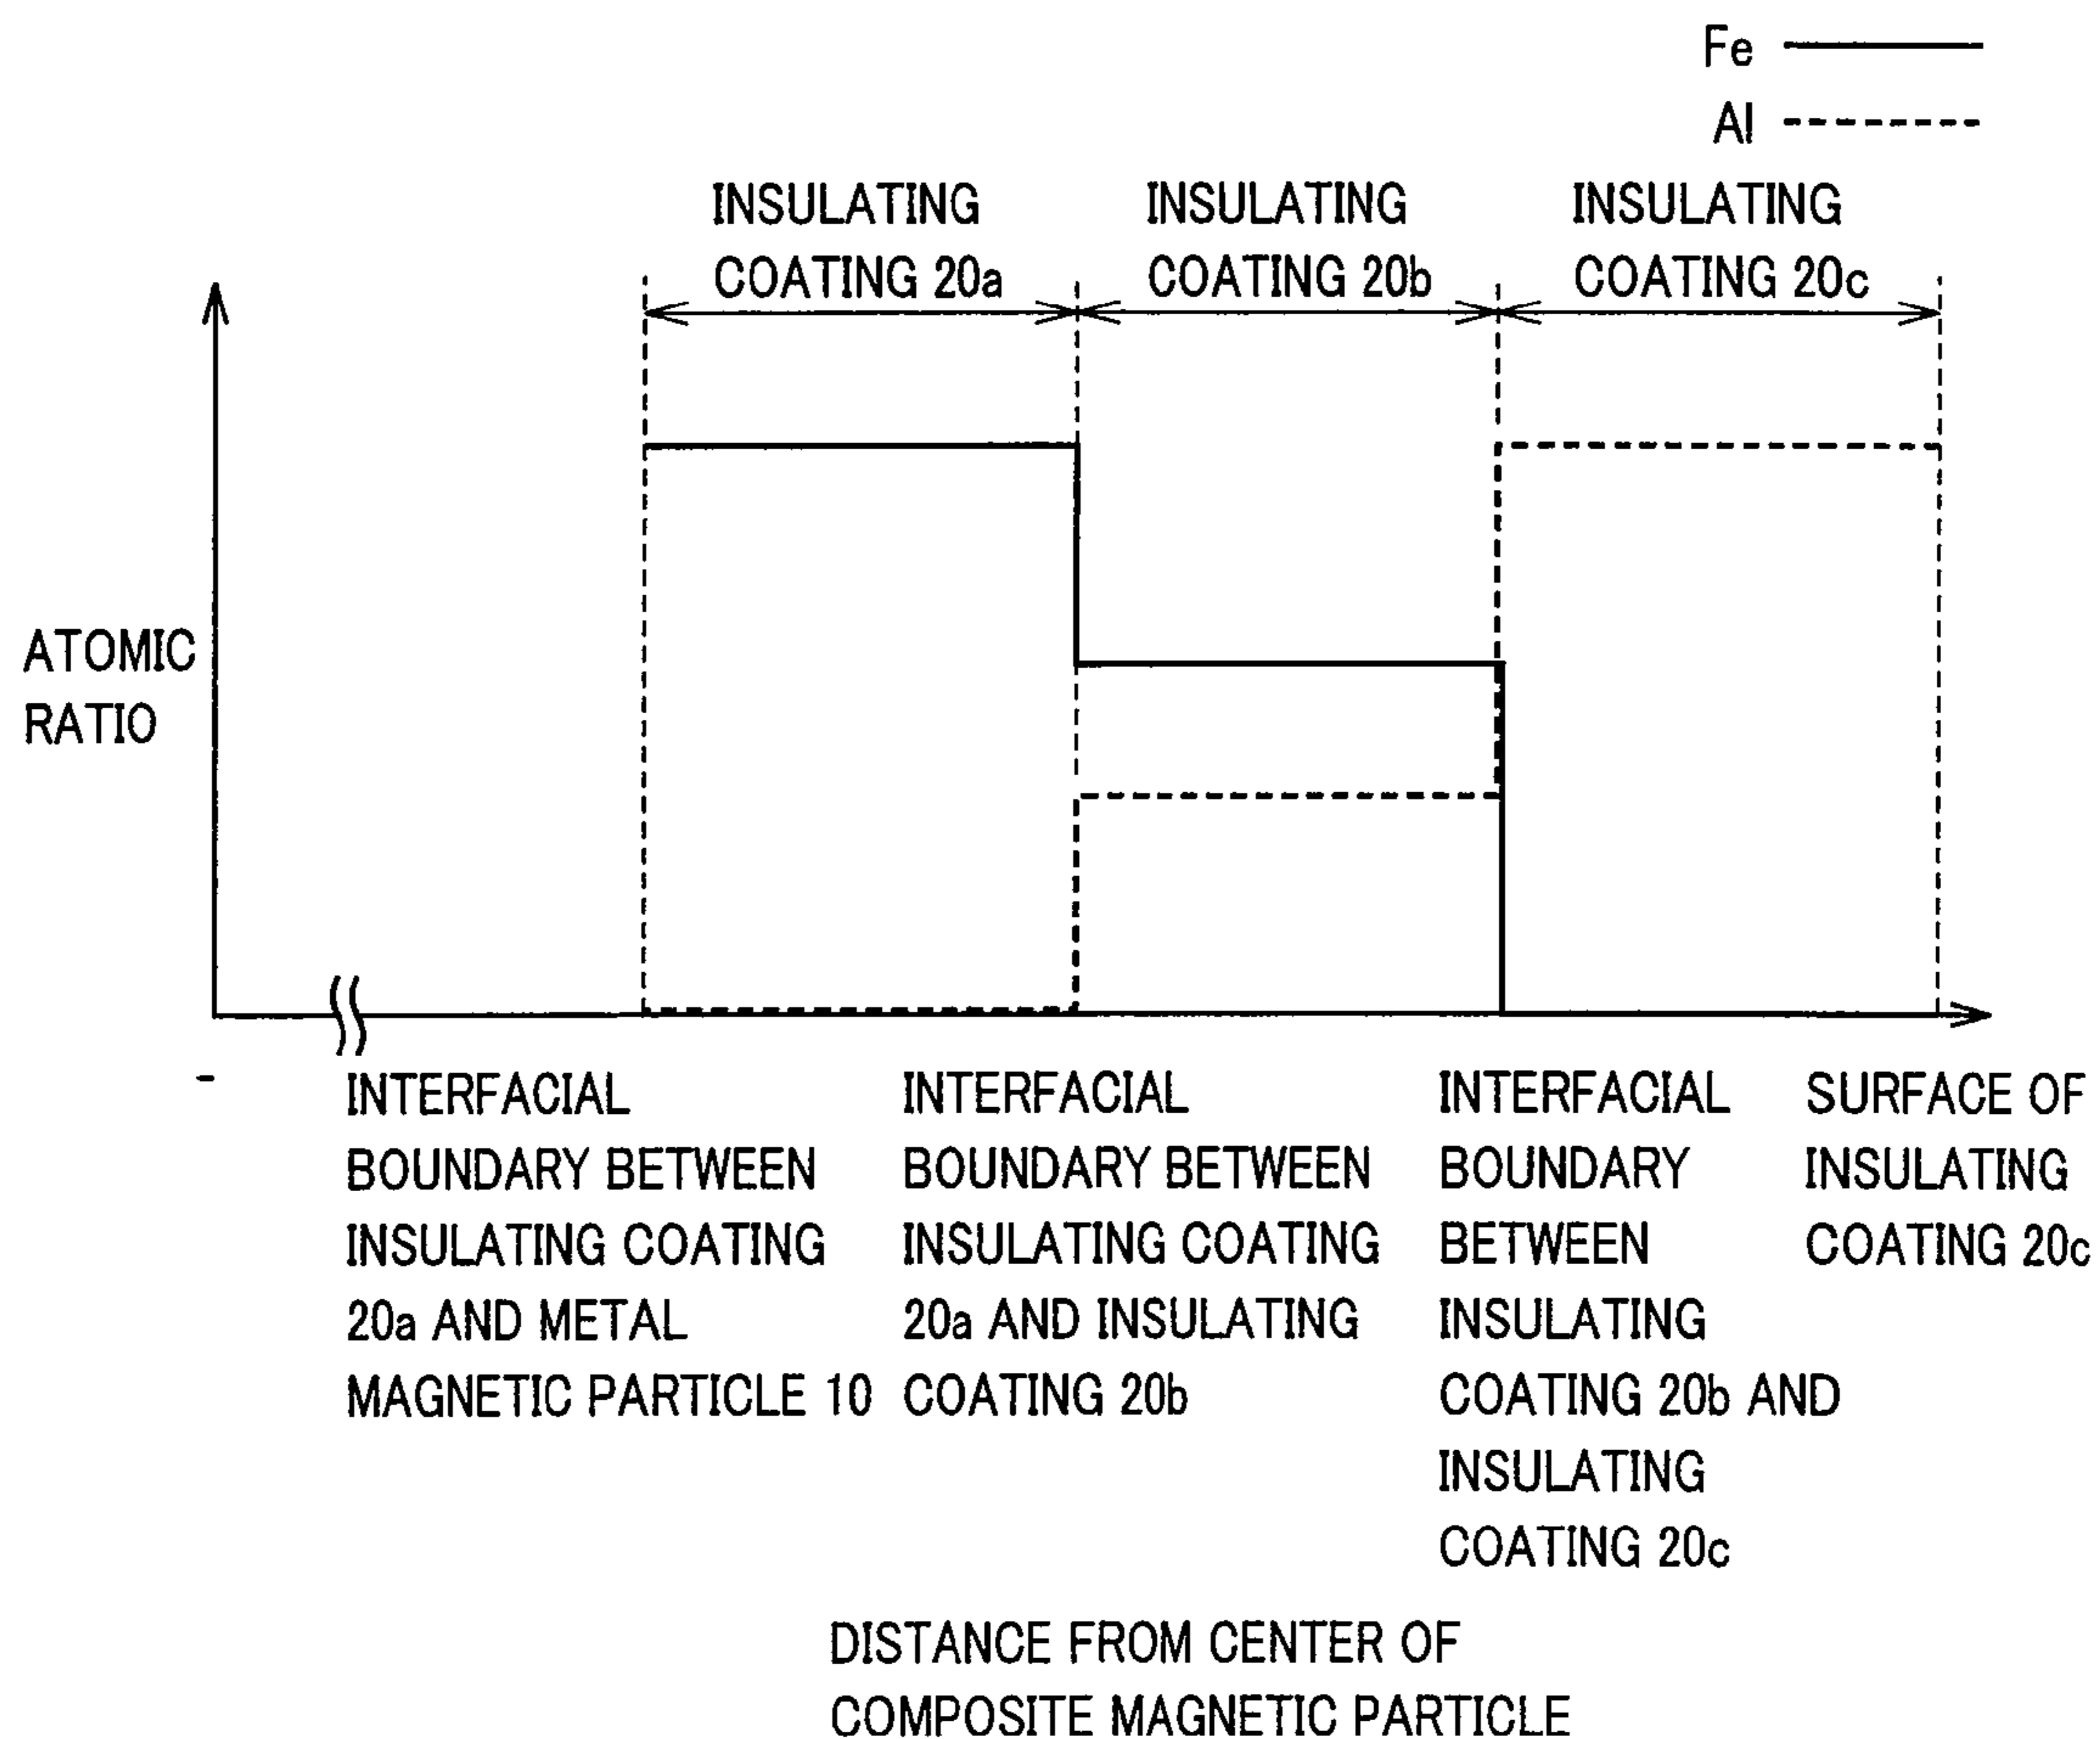 Fe
Al
INSULATING
COATING 20a
INSULATING
COATING 20b
INSULATING
COATING 20c
ATOMIC
RATIO
INTERFACIAL
BOUNDARY BETWEEN
INSULATING COATING
20a AND METAL
MAGNETIC PARTICLE 10
INTERFACIAL
BOUNDARY BETWEEN
INSULATING COATING
20a AND INSULATING
COATING 20b
INTERFACIAL
BOUNDARY
BETWEEN
INSULATING
COATING 20b AND
INSULATING
COATING 20c
SURFACE OF
INSULATING
COATING 20c
DISTANCE FROM CENTER OF
COMPOSITE MAGNETIC PARTICLE